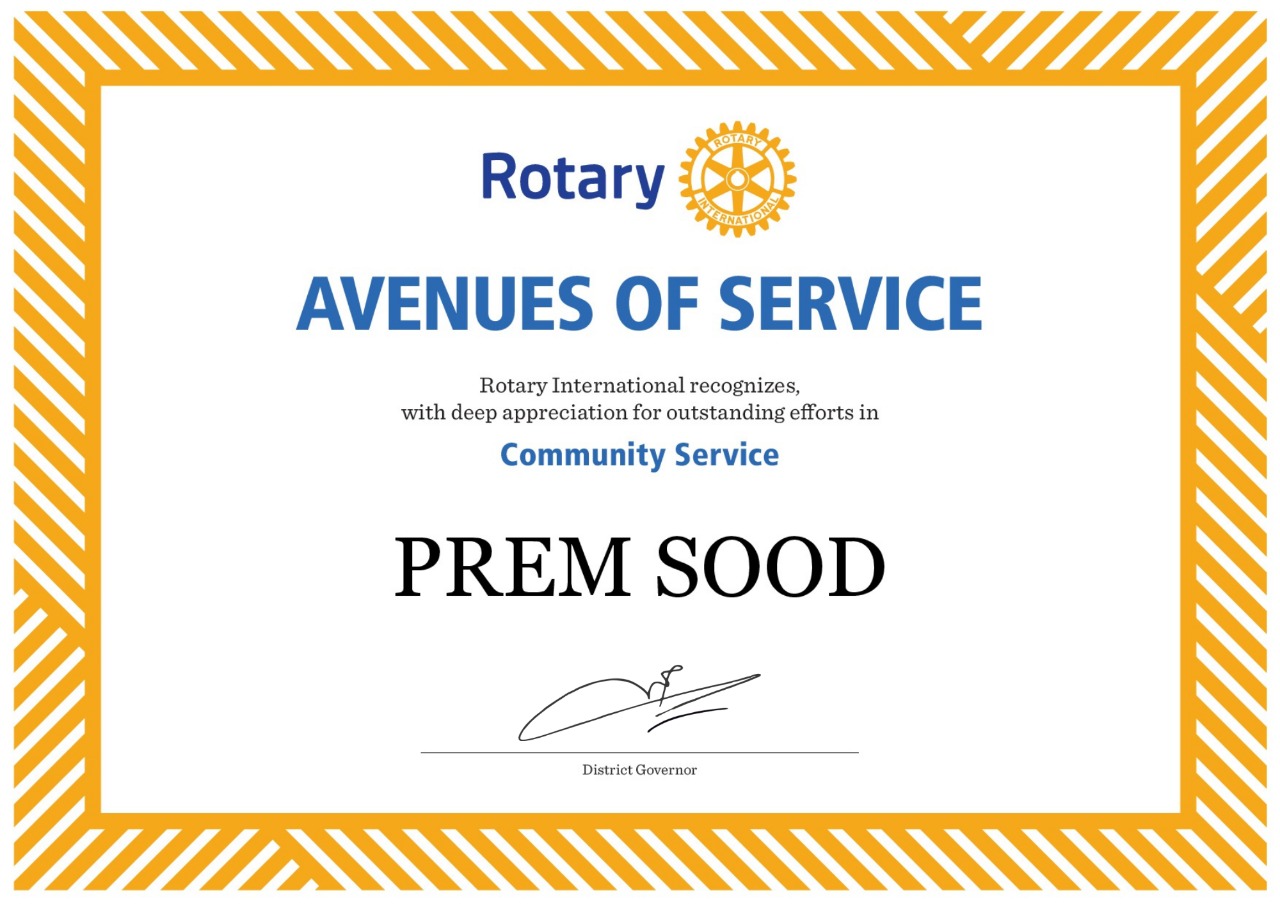 Rotary
ROTARY
INTERNATIONAL
AVENUES OF SERVICE
Rotary International recognizes,
with deep appreciation for outstanding efforts in
Community Service
PREM SOOD
District Governor